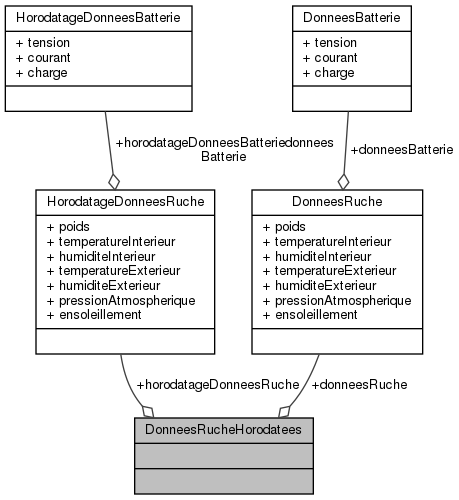 HorodatageDonneesBatterie
+ tension
+ courant
+ charge
DonneesBatterie
+ tension
+ courant
+ charge
+horodatageDonneesBatteriedonnees
Batterie
+donneesBatterie
HorodatageDonneesRuche
+ poids
+ temperatureInterieur
+ humiditeInterieur
+ temperatureExterieur
+ humiditeExterieur
+ pressionAtmospherique
+ ensoleillement
DonneesRuche
+ poids
+ temperatureInterieur
+ humiditeInterieur
+ temperatureExterieur
+ humiditeExterieur
+ pressionAtmospherique
+ ensoleillement
+horodatageDonneesRuche
+donneesRuche
DonneesRucheHorodatees